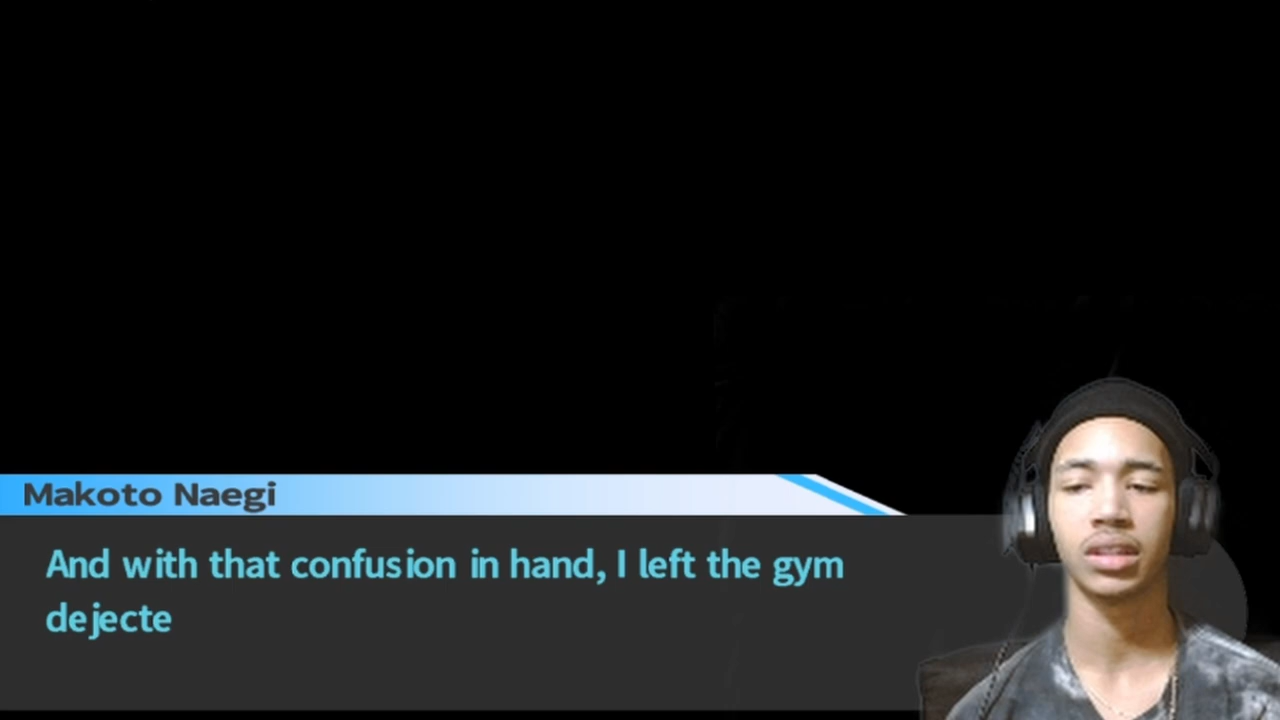 Makoto Naegi
And with that confusion in hand, I left the gym
dejecte